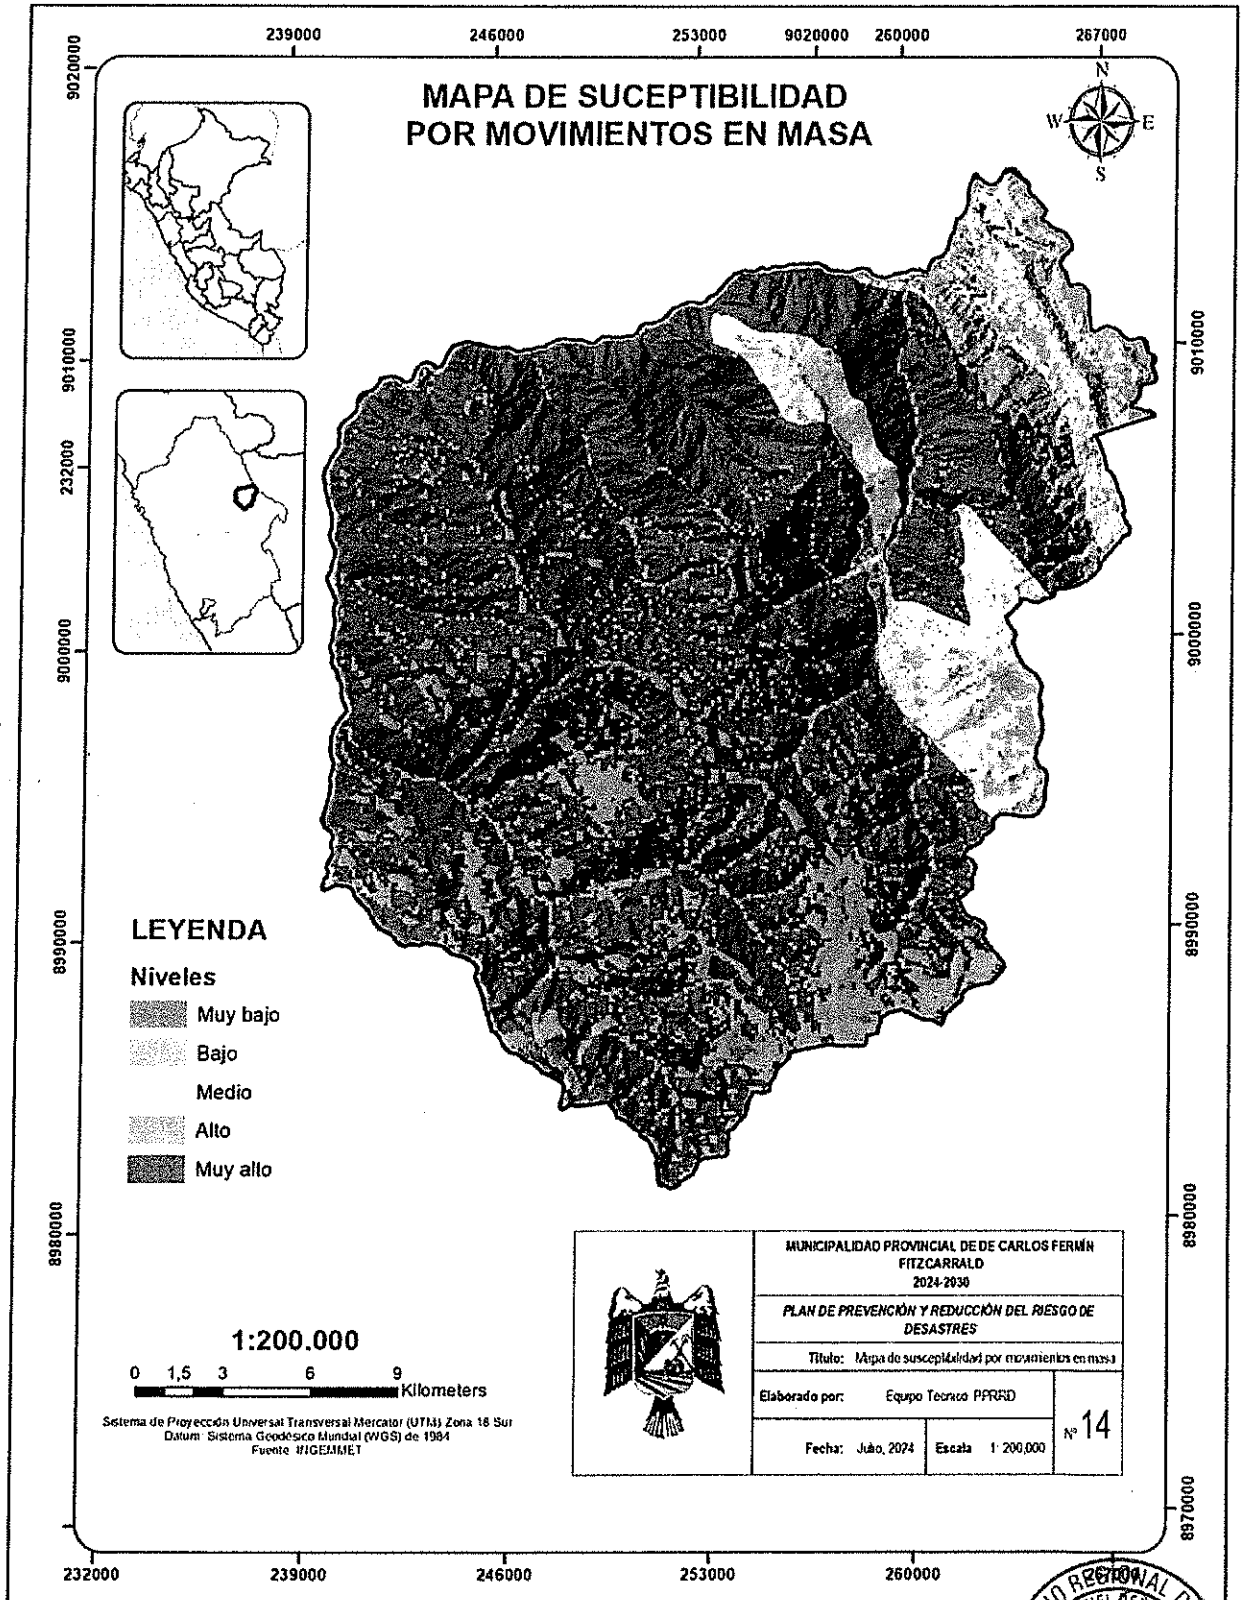 239000 246000 253000 9020000 260000 267000
9020000
MAPA DE SUCEPTIBILIDAD
POR MOVIMIENTOS EN MASA
N
W E
S
9010000
9010000
232000
9000000
9000000
LEYENDA
Niveles
Muy bajo
Bajo
Medio
Alto
Muy alto
8990000
8990000
8980000
8980000
1:200.000
0 1,5 3 6 9
Kilometers
Sistema de Proyección Universal Transversal Mercator (UTM) Zona 18 Sur
Datum: Sistema Geodésico Mundial (WGS) de 1984
Fuente: INGEMMET
MUNICIPALIDAD PROVINCIAL DE DE CARLOS FERMÍN
FITZCARRALD
2024-2030
PLAN DE PREVENCIÓN Y REDUCCIÓN DEL RIESGO DE
DESASTRES
Título: Mapa de susceptibilidad por movimientos en masa
Elaborado por: Equipo Tecnico PPRRD
Fecha: Julio, 2024 Escala 1: 200,000
N° 14
8970000
232000 239000 246000 253000 260000 267000
REGIONAL